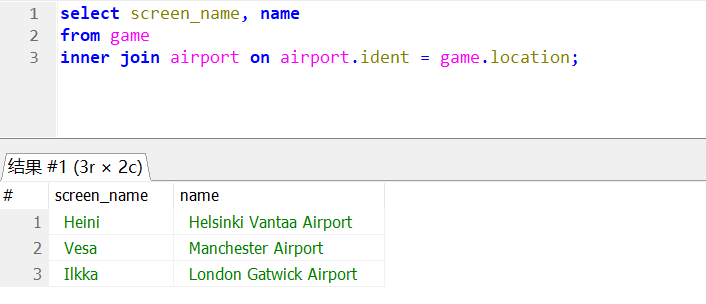 1 select screen_name, name
2 from game
3 inner join airport on airport.ident = game.location;
结果 #1 (3r × 2c)
# screen_name name
1 Heini Helsinki Vantaa Airport
2 Vesa Manchester Airport
3 Ilkka London Gatwick Airport